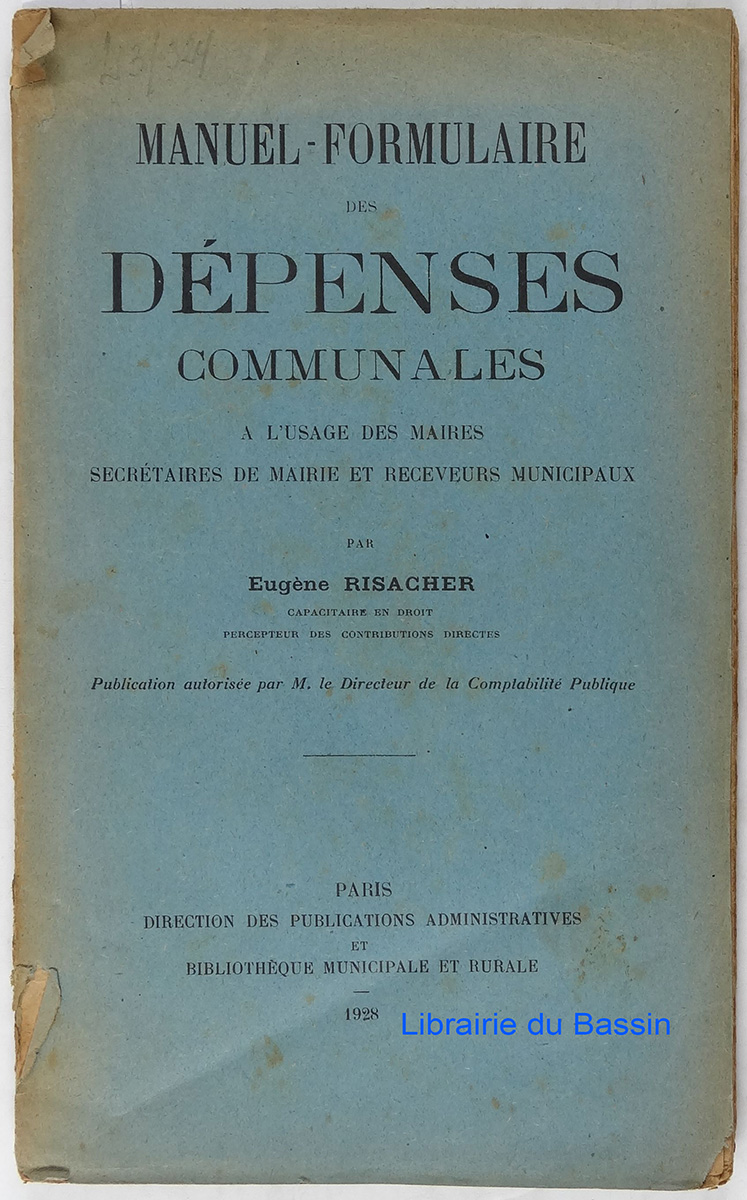 MANUEL-FORMULAIRE
DES
DÉPENSES
COMMUNALES
A L'USAGE DES MAIRES
SECRÉTAIRES DE MAIRIE ET RECEVEURS MUNICIPAUX
PAR
Eugène RISACHER
CAPACITAIRE EN DROIT
PERCEPTEUR DES CONTRIBUTIONS DIRECTES
Publication autorisée par M. le Directeur de la Comptabilité Publique
PARIS
DIRECTION DES PUBLICATIONS ADMINISTRATIVES
ET
BIBLIOTHÈQUE MUNICIPALE ET RURALE
1928
Librairie du Bassin